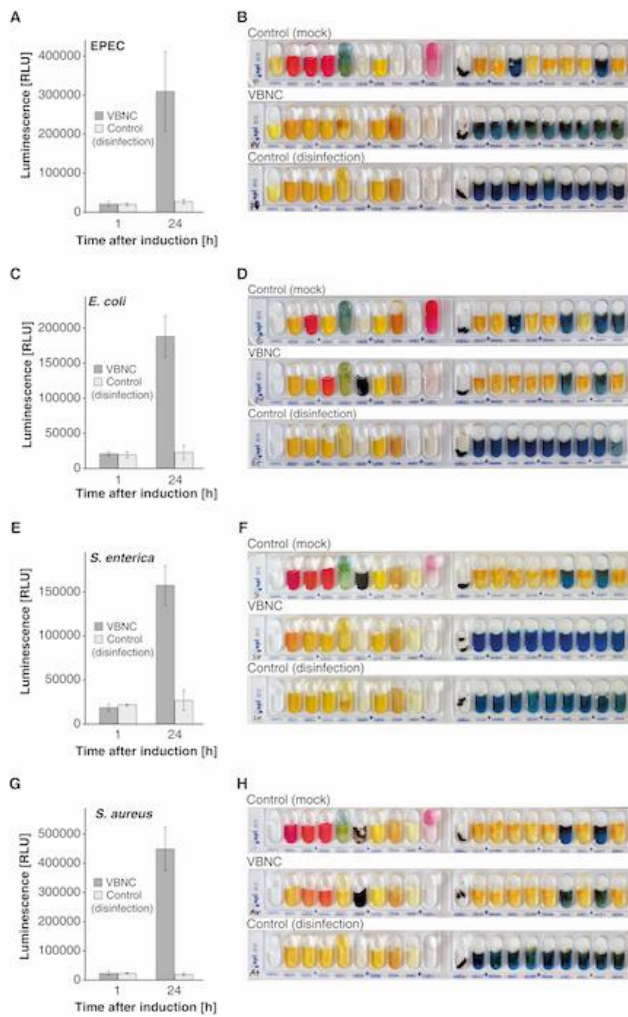 A
EPEC
Luminescence [RLU]
400000
300000
200000
100000
0
VBNC
Control
(disinfection)
1
24
Time after induction [h]
B
Control (mock)
VBNC
Control (disinfection)
C
E. coli
Luminescence [RLU]
200000
150000
100000
50000
0
VBNC
Control
(disinfection)
1
24
Time after induction [h]
D
Control (mock)
VBNC
Control (disinfection)
E
S. enterica
Luminescence [RLU]
150000
100000
50000
0
VBNC
Control
(disinfection)
1
24
Time after induction [h]
F
Control (mock)
VBNC
Control (disinfection)
G
S. aureus
Luminescence [RLU]
500000
400000
300000
200000
100000
0
VBNC
Control
(disinfection)
1
24
Time after induction [h]
H
Control (mock)
VBNC
Control (disinfection)